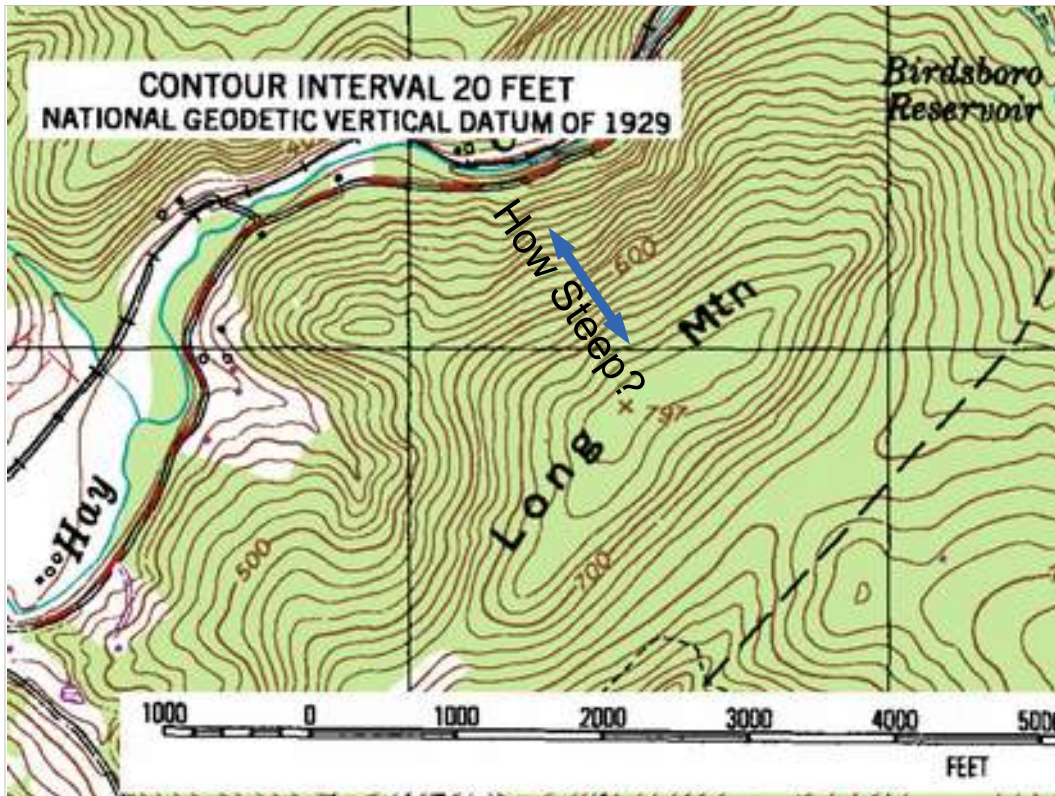 CONTOUR INTERVAL 20 FEET
NATIONAL GEODETIC VERTICAL DATUM OF 1929
Birdsboro
Reservoir
How Steep?
600
Mtn
797
Long
Hay
500
700
1000 0 1000 2000 3000 4000 5000
FEET